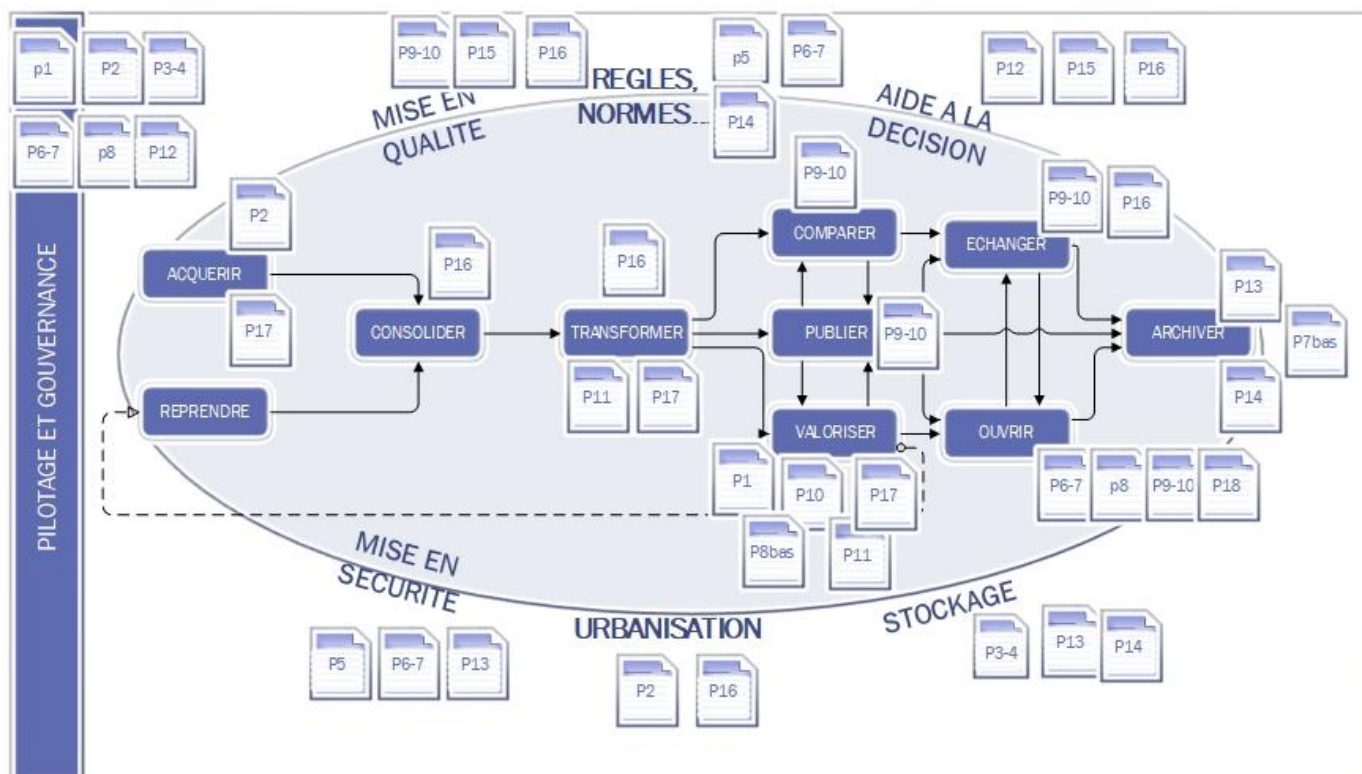 P9-10
P15
P16
p5
P6-7
P12
P15
P16
p1
P2
P3-4
REGLES,
NORMES...
P14
MISE EN
QUALITE
AIDE A LA
DECISION
P6-7
p8
P12
P9-10
P9-10
P16
P2
COMPARER
ECHANGER
P16
P16
ACQUERIR
P13
P17
CONSOLIDER
TRANSFORMER
PUBLIER
P9-10
ARCHIVER
P7bas
P11
P17
P14
REPRENDRE
VALORISER
OUVRIR
P1
P10
P17
P6-7
p8
P9-10
P18
P8bas
P11
PILOTAGE ET GOUVERNANCE
MISE EN
SECURITE
URBANISATION
STOCKAGE
P5
P6-7
P13
P2
P16
P3-4
P13
P14